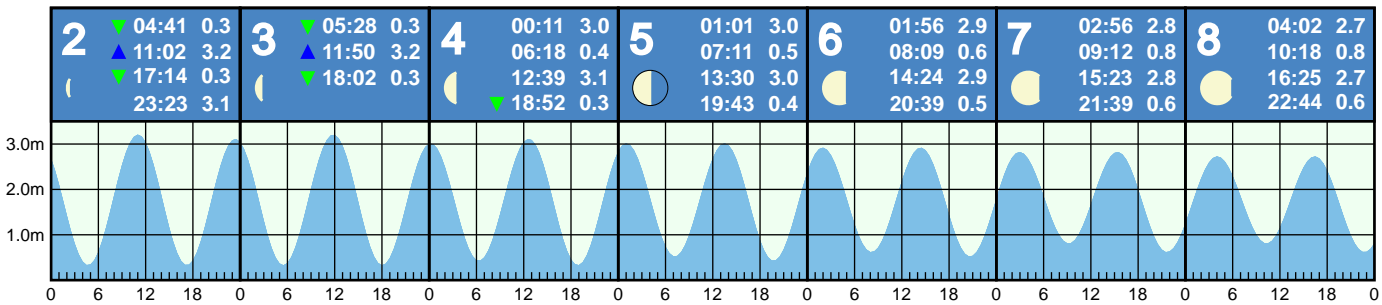 2 ▼ 04:41 0.3
▲ 11:02 3.2
▼ 17:14 0.3
23:23 3.1
3 ▼ 05:28 0.3
▲ 11:50 3.2
▼ 18:02 0.3
4 00:11 3.0
06:18 0.4
12:39 3.1
▼ 18:52 0.3
5 01:01 3.0
07:11 0.5
13:30 3.0
19:43 0.4
6 01:56 2.9
08:09 0.6
14:24 2.9
20:39 0.5
7 02:56 2.8
09:12 0.8
15:23 2.8
21:39 0.6
8 04:02 2.7
10:18 0.8
16:25 2.7
22:44 0.6
3.0m
2.0m
1.0m
0 6 12 18 0 6 12 18 0 6 12 18 0 6 12 18 0 6 12 18 0 6 12 18 0 6 12 18 0